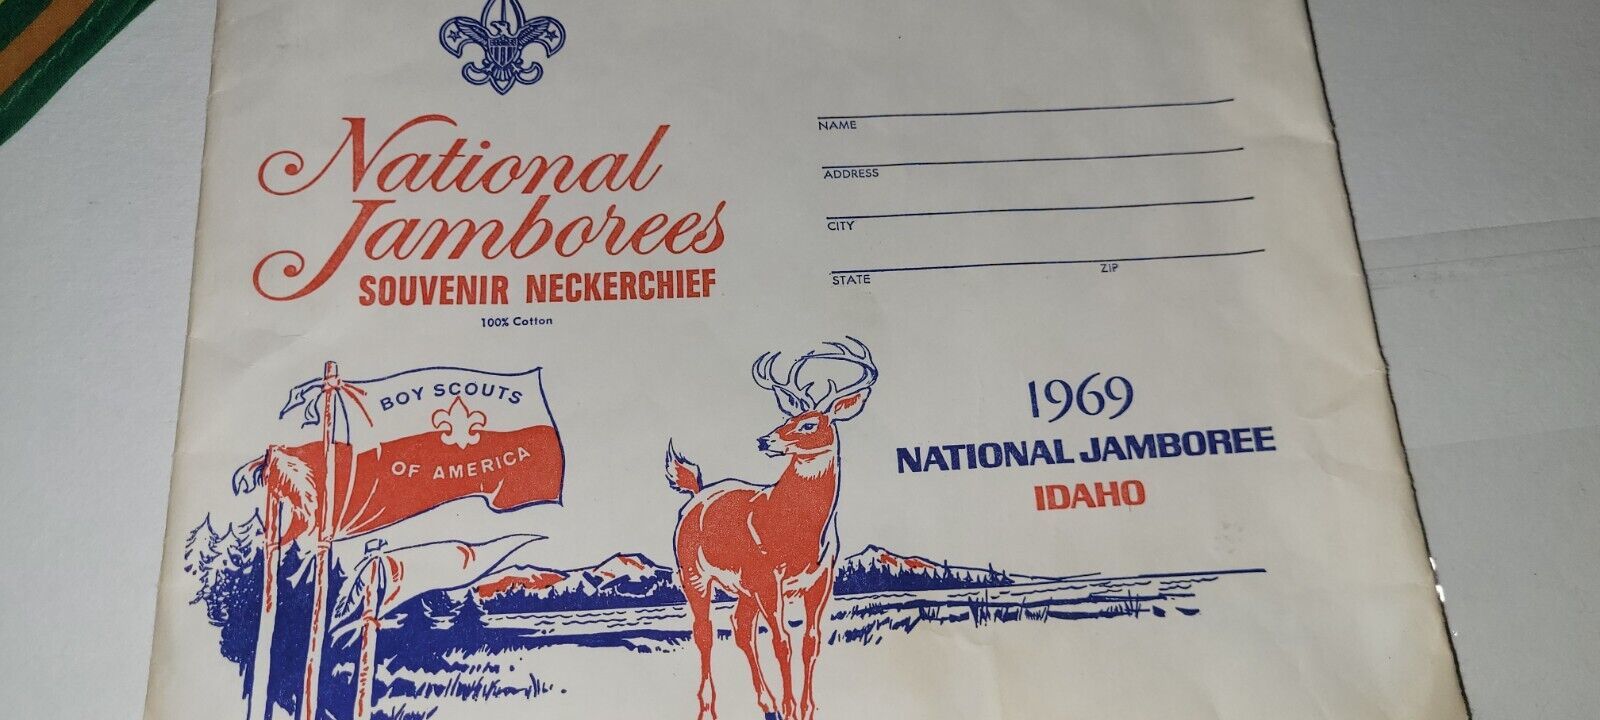 National
Jamborees
SOUVENIR NECKERCHIEF
100% Cotton
NAME
ADDRESS
CITY
STATE ZIP
BOY SCOUTS
OF AMERICA
1969
NATIONAL JAMBOREE
IDAHO